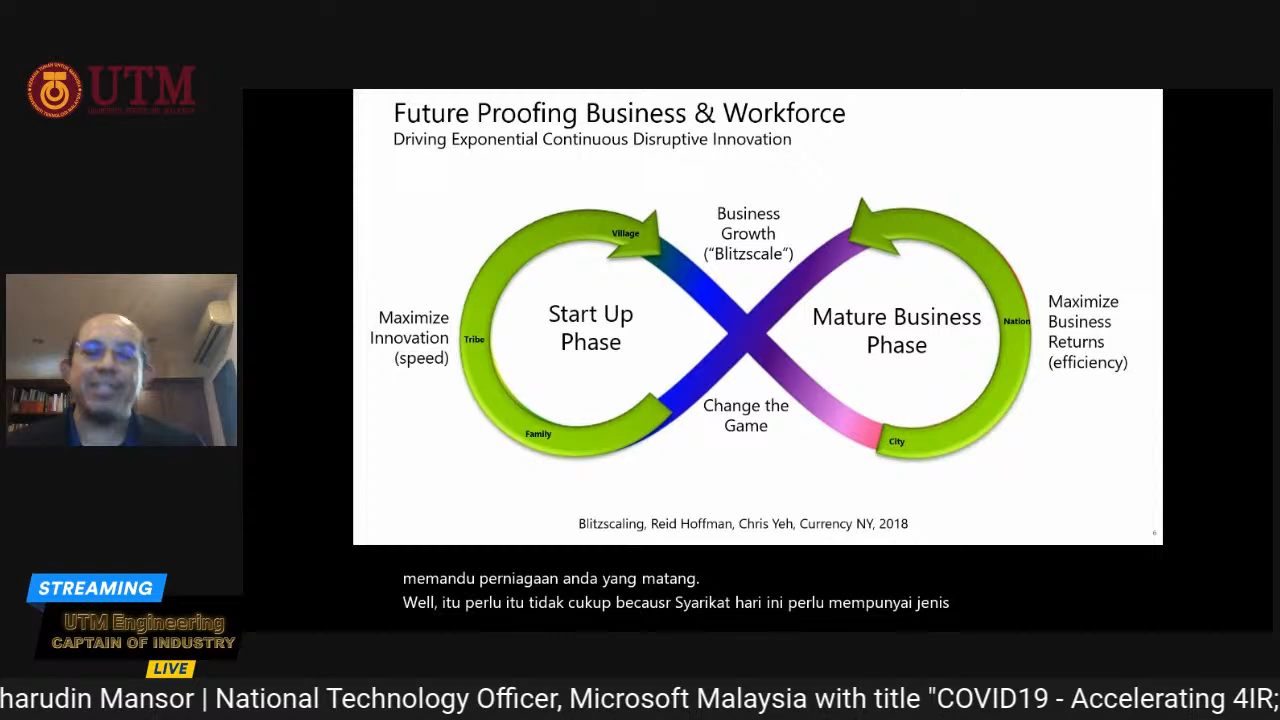 UTM
UNIVERSITI TEKNOLOGI MALAYSIA
Future Proofing Business & Workforce
Driving Exponential Continuous Disruptive Innovation
Business
Growth
(“Blitzscale”)
Village
Maximize
Innovation
(speed)
Tribe
Start Up
Phase
Family
Change the
Game
Mature Business
Phase
Nation
City
Maximize
Business
Returns
(efficiency)
Blitzscaling, Reid Hoffman, Chris Yeh, Currency NY, 2018
6
memandu perniagaan anda yang matang.
Well, itu perlu itu tidak cukup becausr Syarikat hari ini perlu mempunyai jenis
STREAMING
UTM Engineering
CAPTAIN OF INDUSTRY
LIVE
harudin Mansor | National Technology Officer, Microsoft Malaysia with title "COVID19 - Accelerating 4IR;